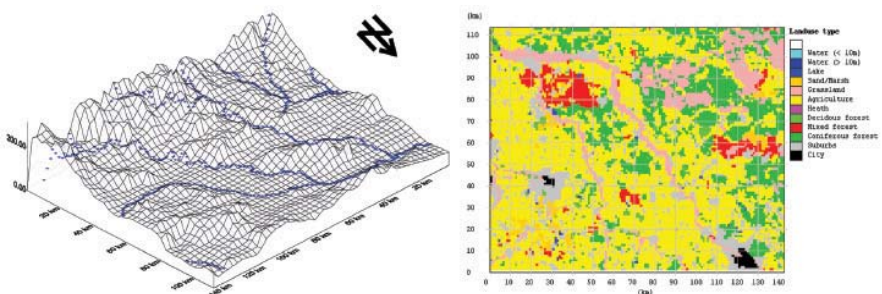 0.00
20 km
40 km
60 km
80 km
100 km
140 km
120 km
100 km
80 km
60 km
40 km
20 km
(km)
110
100
90
80
70
60
50
40
30
20
10
0
0 10 20 30 40 50 60 70 80 90 100 110 120 130 140
(km)
Landuse type
Water (< 10m)
Water (> 10m)
Lake
Sand/Marsh
Grassland
Agriculture
Heath
Decidous forest
Mixed forest
Coniferous forest
Suburbs
City